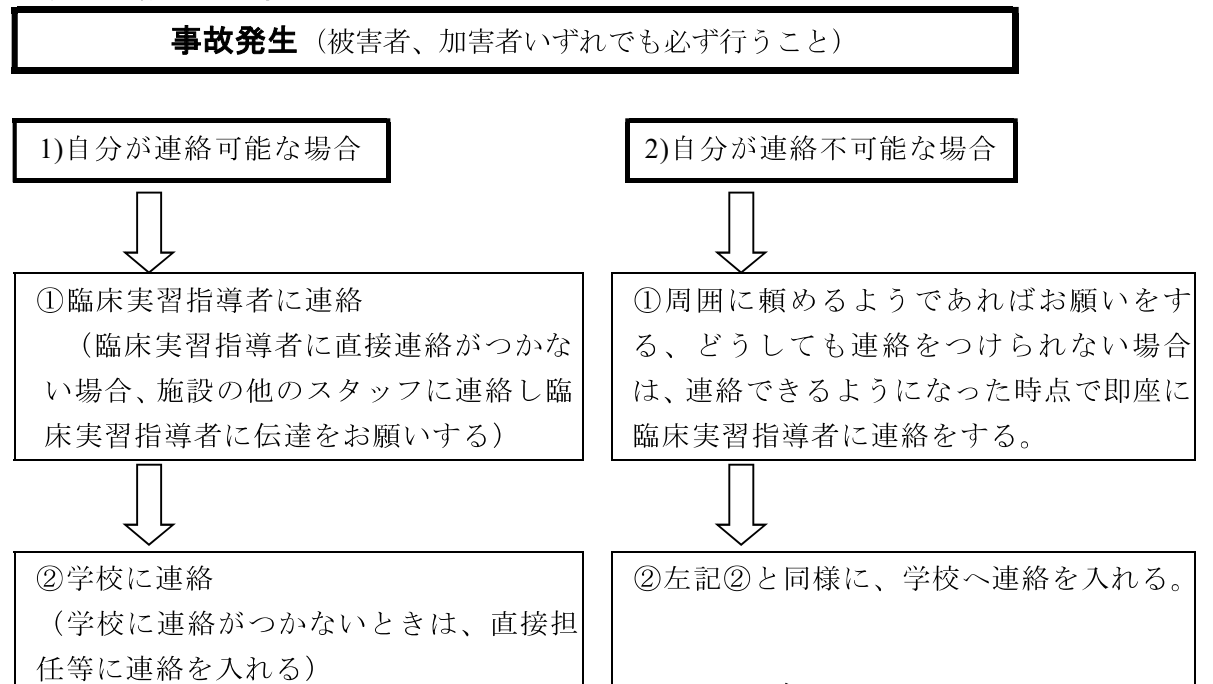 事故発生（被害者、加害者いずれでも必ず行うこと）
1)自分が連絡可能な場合
2)自分が連絡不可能な場合
①臨床実習指導者に連絡
（臨床実習指導者に直接連絡がつかな
い場合、施設の他のスタッフに連絡し臨
床実習指導者に伝達をお願いする）
①周囲に頼めるようであればお願いをす
る、どうしても連絡をつけられない場合
は、連絡できるようになった時点で即座に
臨床実習指導者に連絡をする。
②学校に連絡
（学校に連絡がつかないときは、直接担
任等に連絡を入れる）
②左記②と同様に、学校へ連絡を入れる。